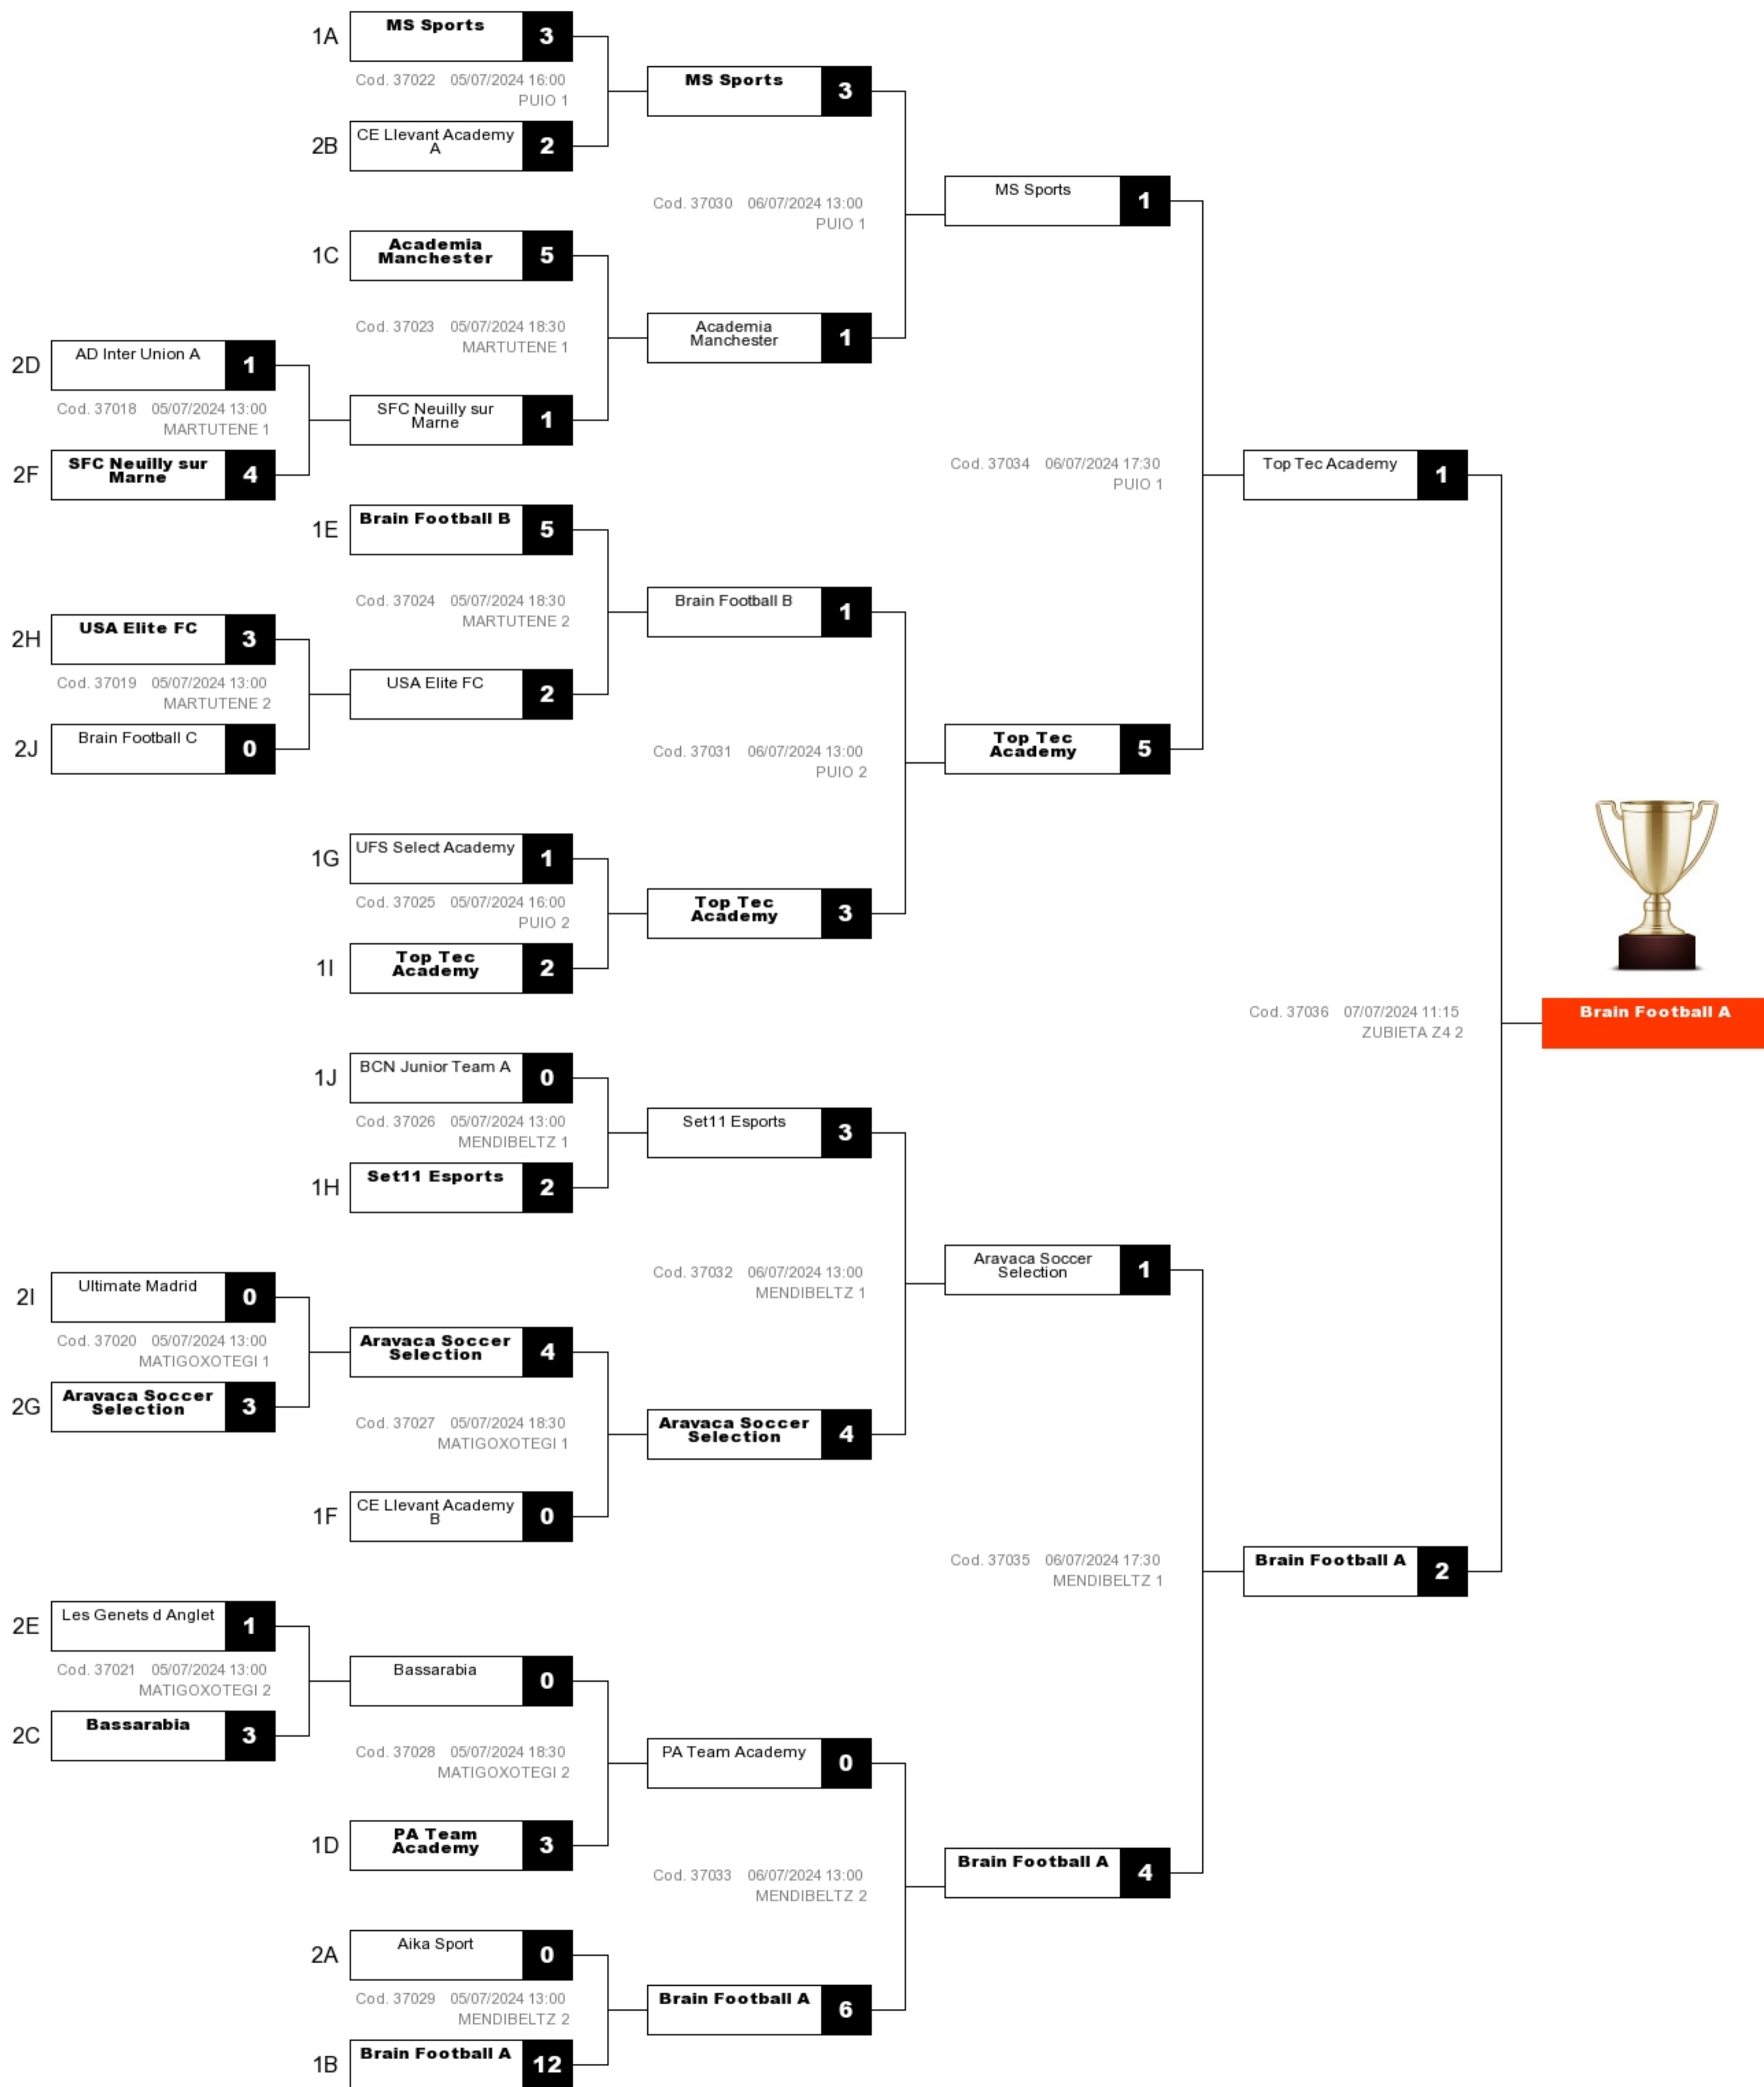 1A
MS Sports
3
Cod. 37022 05/07/2024 16:00
PUIO 1
2B
CE Llevant Academy
A
2
MS Sports
3
Cod. 37030 06/07/2024 13:00
PUIO 1
MS Sports
1
1C
Academia
Manchester
5
Cod. 37023 05/07/2024 18:30
MARTUTENE 1
Academia
Manchester
1
2D
AD Inter Union A
1
Cod. 37018 05/07/2024 13:00
MARTUTENE 1
2F
SFC Neuilly sur
Marne
4
SFC Neuilly sur
Marne
1
Cod. 37034 06/07/2024 17:30
PUIO 1
Top Tec Academy
1
1E
Brain Football B
5
Cod. 37024 05/07/2024 18:30
MARTUTENE 2
Brain Football B
1
2H
USA Elite FC
3
Cod. 37019 05/07/2024 13:00
MARTUTENE 2
2J
Brain Football C
0
USA Elite FC
2
Cod. 37031 06/07/2024 13:00
PUIO 2
Top Tec
Academy
5
1G
UFS Select Academy
1
Cod. 37025 05/07/2024 16:00
PUIO 2
1I
Top Tec
Academy
2
Top Tec
Academy
3
Cod. 37036 07/07/2024 11:15
ZUBIETA Z4 2
Brain Football A
1J
BCN Junior Team A
0
Cod. 37026 05/07/2024 13:00
MENDIBELTZ 1
1H
Set11 Esports
2
Set11 Esports
3
Cod. 37032 06/07/2024 13:00
MENDIBELTZ 1
Aravaca Soccer
Selection
1
2I
Ultimate Madrid
0
Cod. 37020 05/07/2024 13:00
MATIGOXOTEGI 1
2G
Aravaca Soccer
Selection
3
Aravaca Soccer
Selection
4
Cod. 37027 05/07/2024 18:30
MATIGOXOTEGI 1
Aravaca Soccer
Selection
4
1F
CE Llevant Academy
B
0
Cod. 37035 06/07/2024 17:30
MENDIBELTZ 1
Brain Football A
2
2E
Les Genets d Anglet
1
Cod. 37021 05/07/2024 13:00
MATIGOXOTEGI 2
2C
Bassarabia
3
Bassarabia
0
Cod. 37028 05/07/2024 18:30
MATIGOXOTEGI 2
PA Team Academy
0
1D
PA Team
Academy
3
Cod. 37033 06/07/2024 13:00
MENDIBELTZ 2
Brain Football A
4
2A
Aika Sport
0
Cod. 37029 05/07/2024 13:00
MENDIBELTZ 2
Brain Football A
6
1B
Brain Football A
12